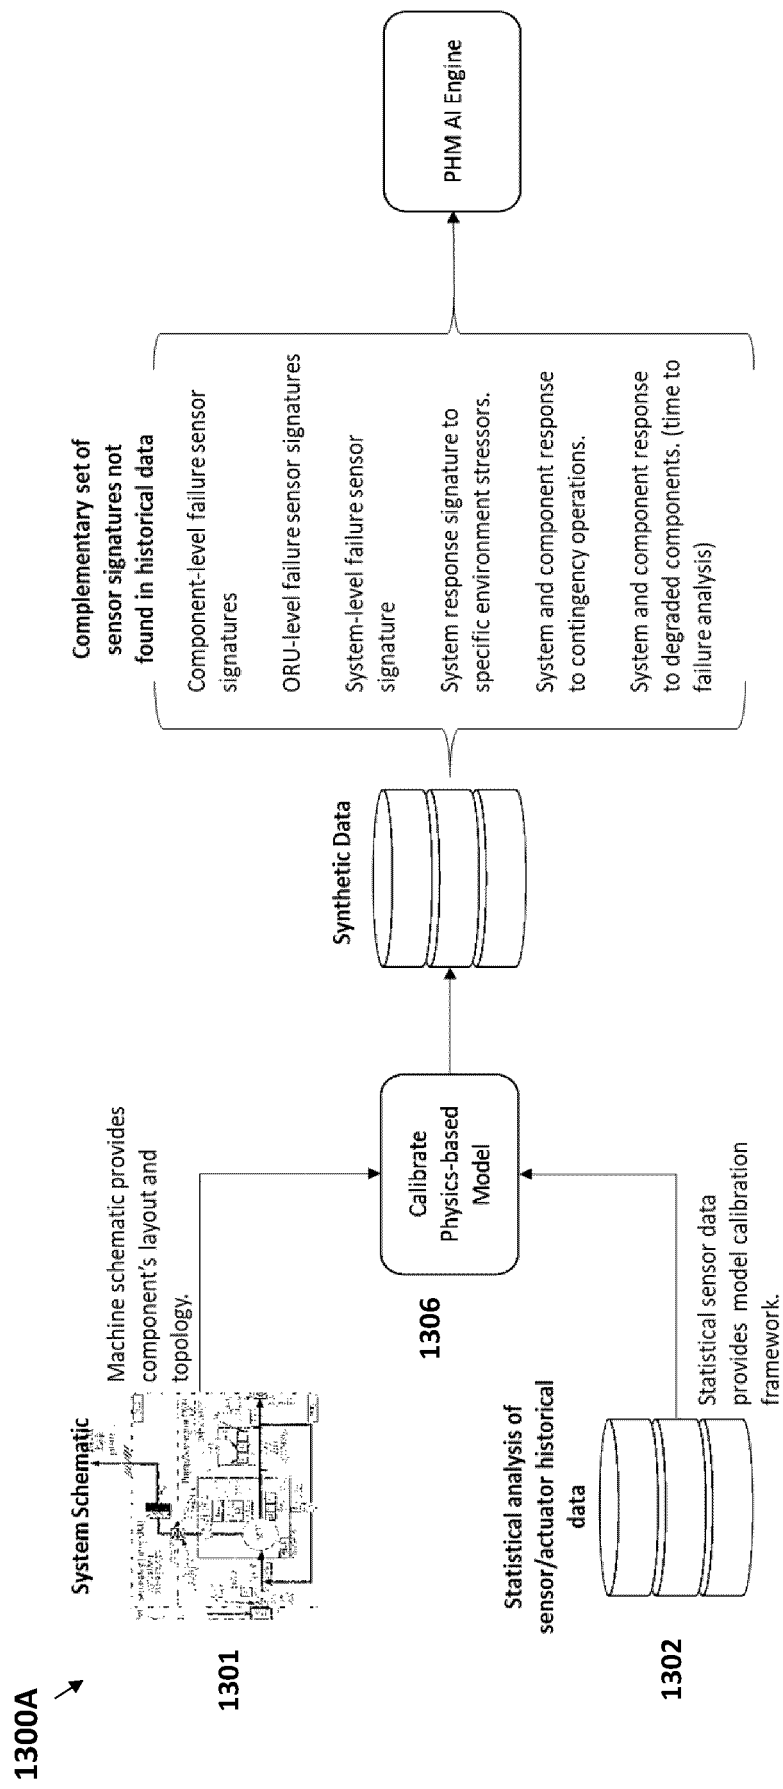 1300A
System Schematic
1301
Machine schematic provides
component's layout and
topology.
Statistical analysis of
sensor/actuator historical
data
1302
Statistical sensor data
provides model calibration
framework.
1306
Calibrate
Physics-based
Model
Synthetic Data
Complementary set of
sensor signatures not
found in historical data
Component-level failure sensor
signatures
ORU-level failure sensor signatures
System-level failure sensor
signature
System response signature to
specific environment stressors.
System and component response
to contingency operations.
System and component response
to degraded components. (time to
failure analysis)
PHM AI Engine